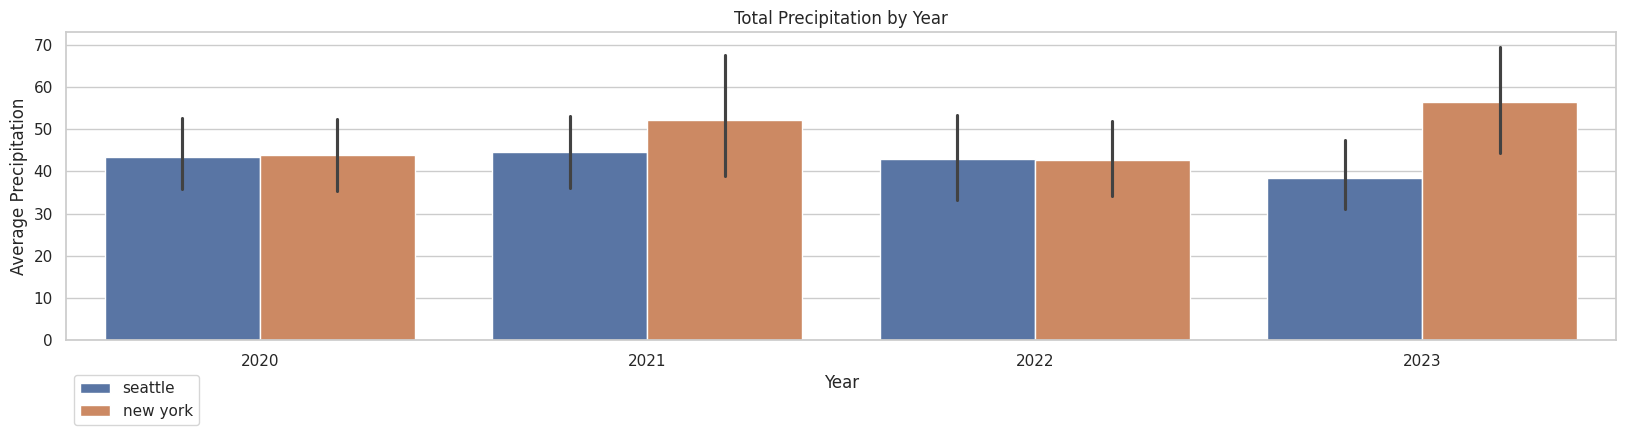 Total Precipitation by Year
Average Precipitation
70
60
50
40
30
20
10
0
2020
2021
2022
2023
Year
seattle
new york